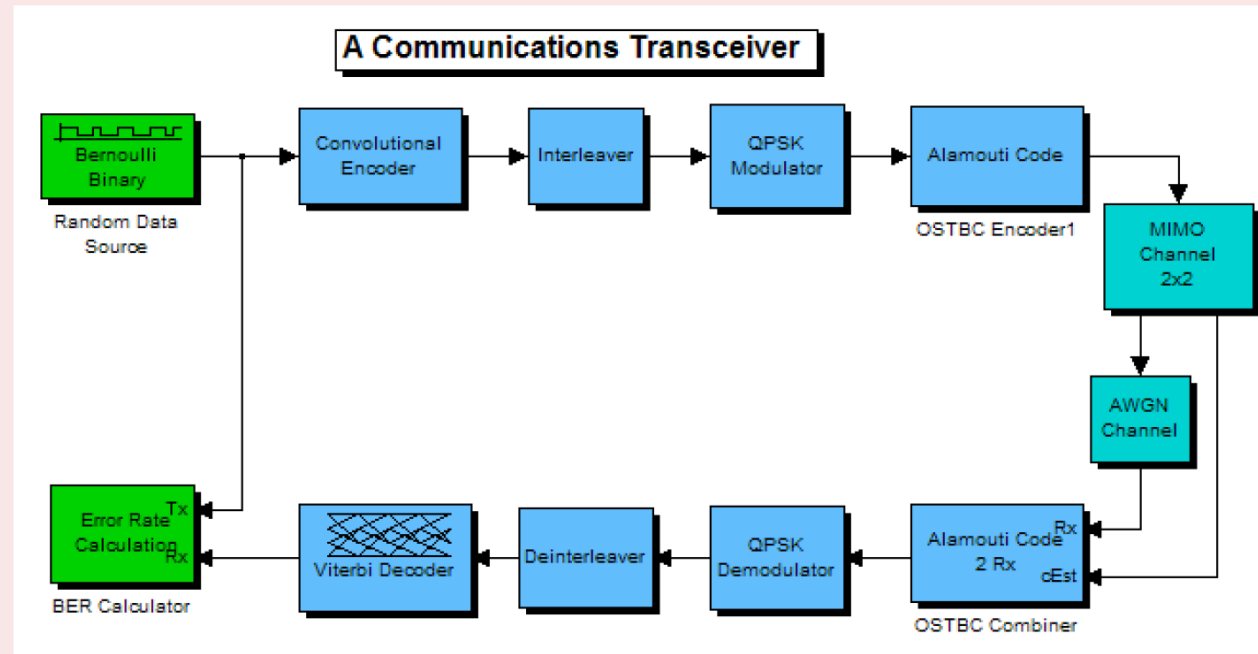 A Communications Transceiver
Bernoulli
Binary
Random Data
Source
Convolutional
Encoder
Interleaver
QPSK
Modulator
Alamouti Code
OSTBC Encoder1
MIMO
Channel
2x2
AWGN
Channel
Tx
Error Rate
Calculation
Rx
BER Calculator
Viterbi Decoder
Deinterleaver
QPSK
Demodulator
Rx
Alamouti Code
2 Rx
cEst
OSTBC Combiner